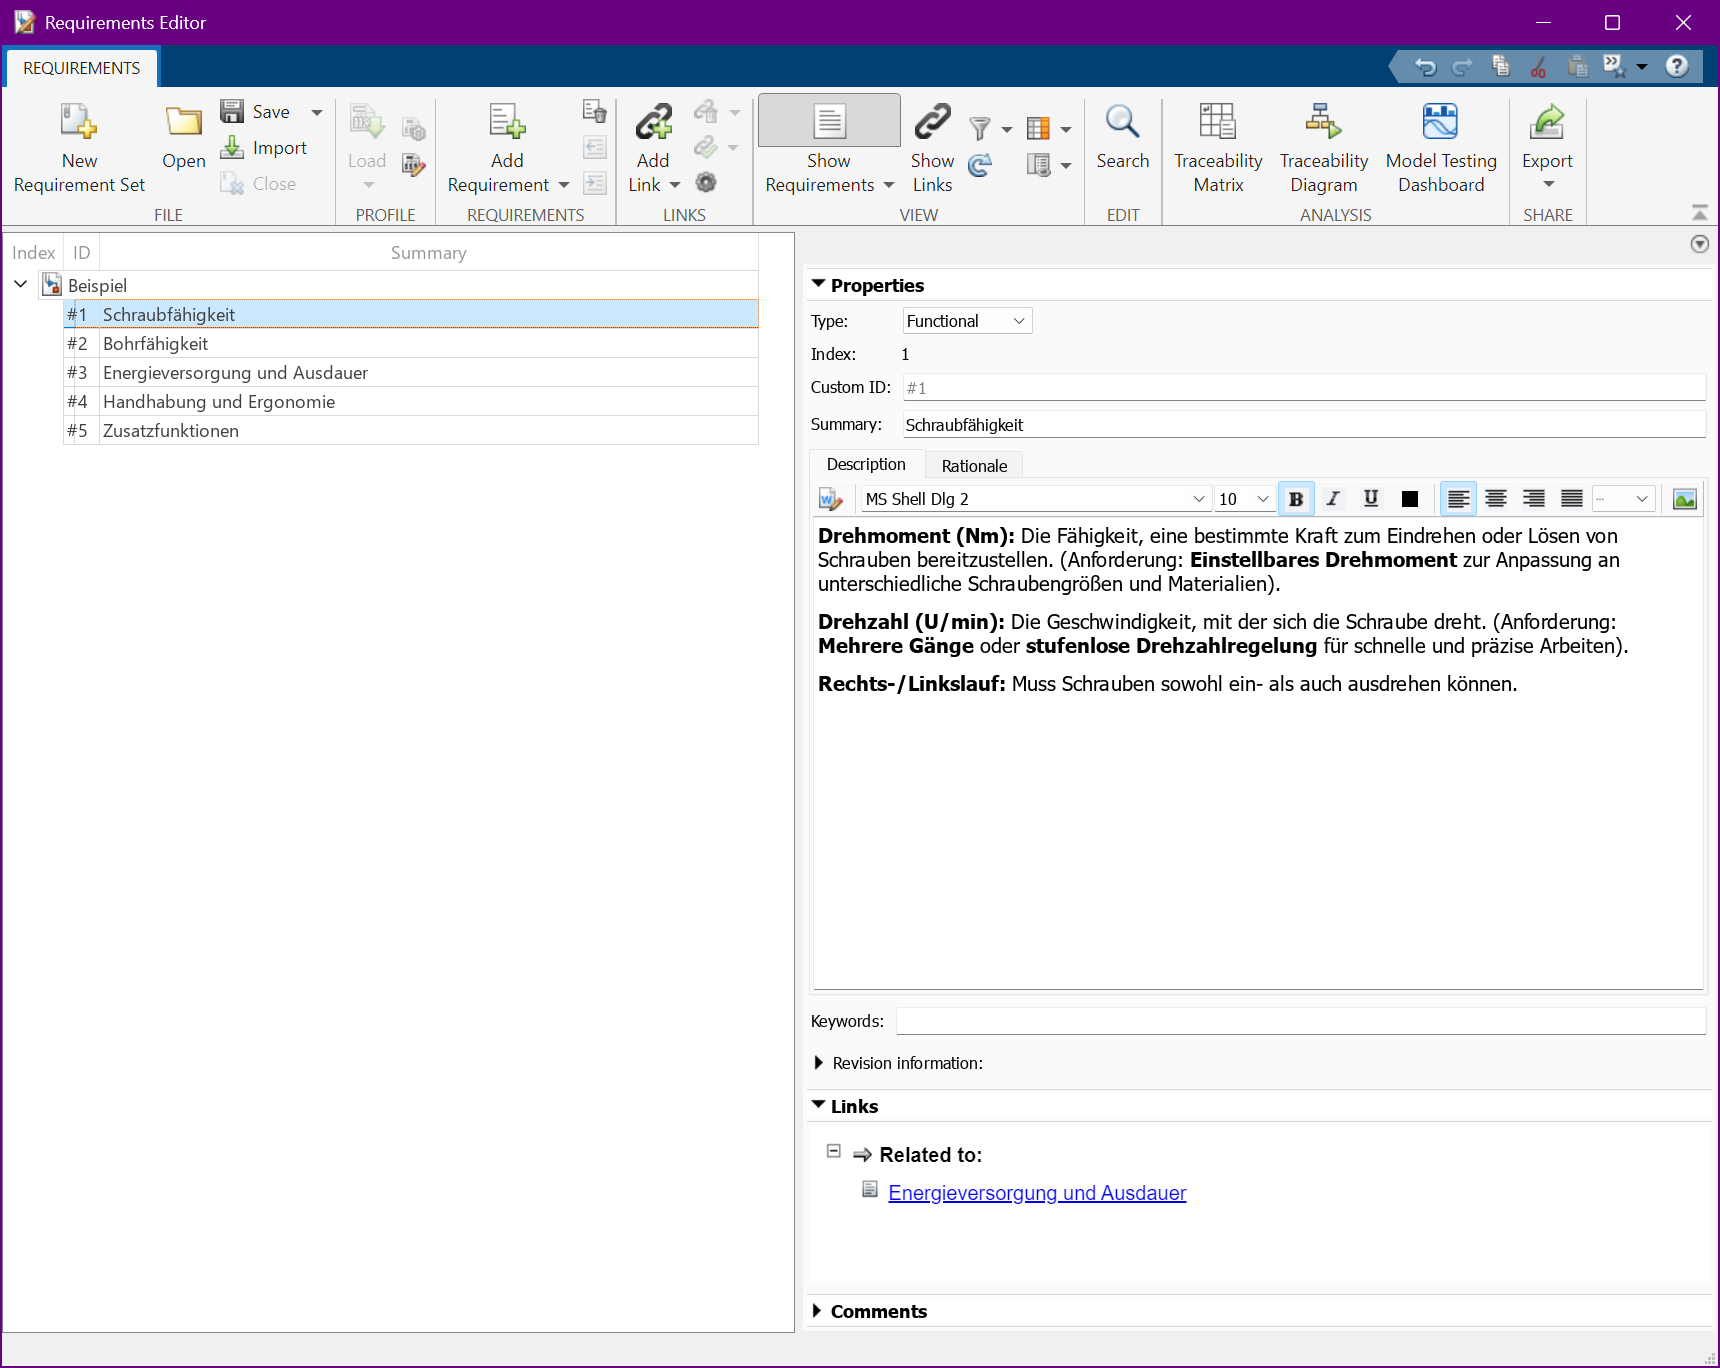 Requirements Editor
REQUIREMENTS
New
Requirement Set
Open
Save
Import
Close
FILE
Load
PROFILE
Add
Requirement
REQUIREMENTS
Add
Link
LINKS
Show
Requirements
Show
Links
VIEW
Search
EDIT
Traceability
Matrix
Traceability
Diagram
Model Testing
Dashboard
ANALYSIS
Export
SHARE
Index ID Summary
Beispiel
#1 Schraubfähigkeit
#2 Bohrfähigkeit
#3 Energieversorgung und Ausdauer
#4 Handhabung und Ergonomie
#5 Zusatzfunktionen
Properties
Type: Functional
Index: 1
Custom ID: #1
Summary: Schraubfähigkeit
Description Rationale
MS Shell Dlg 2 10 B I U ...
Drehmoment (Nm): Die Fähigkeit, eine bestimmte Kraft zum Eindrehen oder Lösen von
Schrauben bereitzustellen. (Anforderung: Einstellbares Drehmoment zur Anpassung an
unterschiedliche Schraubengrößen und Materialien).
Drehzahl (U/min): Die Geschwindigkeit, mit der sich die Schraube dreht. (Anforderung:
Mehrere Gänge oder stufenlose Drehzahlregelung für schnelle und präzise Arbeiten).
Rechts-/Linkslauf: Muss Schrauben sowohl ein- als auch ausdrehen können.
Keywords:
Revision information:
Links
Related to:
Energieversorgung und Ausdauer
Comments